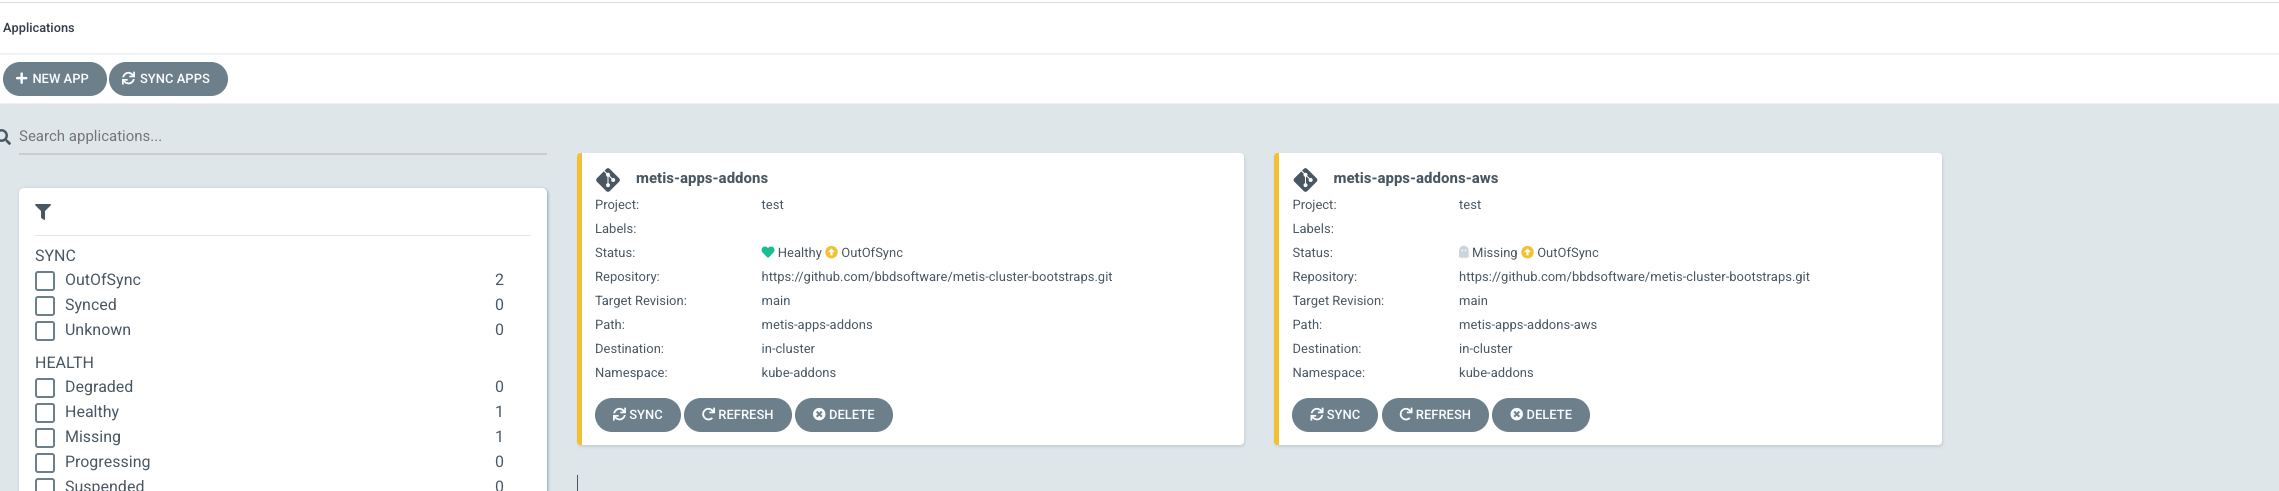 Applications
NEW APP
SYNC APPS
Search applications...
SYNC
OutOfSync 2
Synced 0
Unknown 0
HEALTH
Degraded 0
Healthy 1
Missing 1
Progressing 0
Suspended 0
metis-apps-addons
Project: test
Labels:
Status: Healthy OutOfSync
Repository: https://github.com/bbdsoftware/metis-cluster-bootstraps.git
Target Revision: main
Path: metis-apps-addons
Destination: in-cluster
Namespace: kube-addons
SYNC REFRESH DELETE
metis-apps-addons-aws
Project: test
Labels:
Status: Missing OutOfSync
Repository: https://github.com/bbdsoftware/metis-cluster-bootstraps.git
Target Revision: main
Path: metis-apps-addons-aws
Destination: in-cluster
Namespace: kube-addons
SYNC REFRESH DELETE